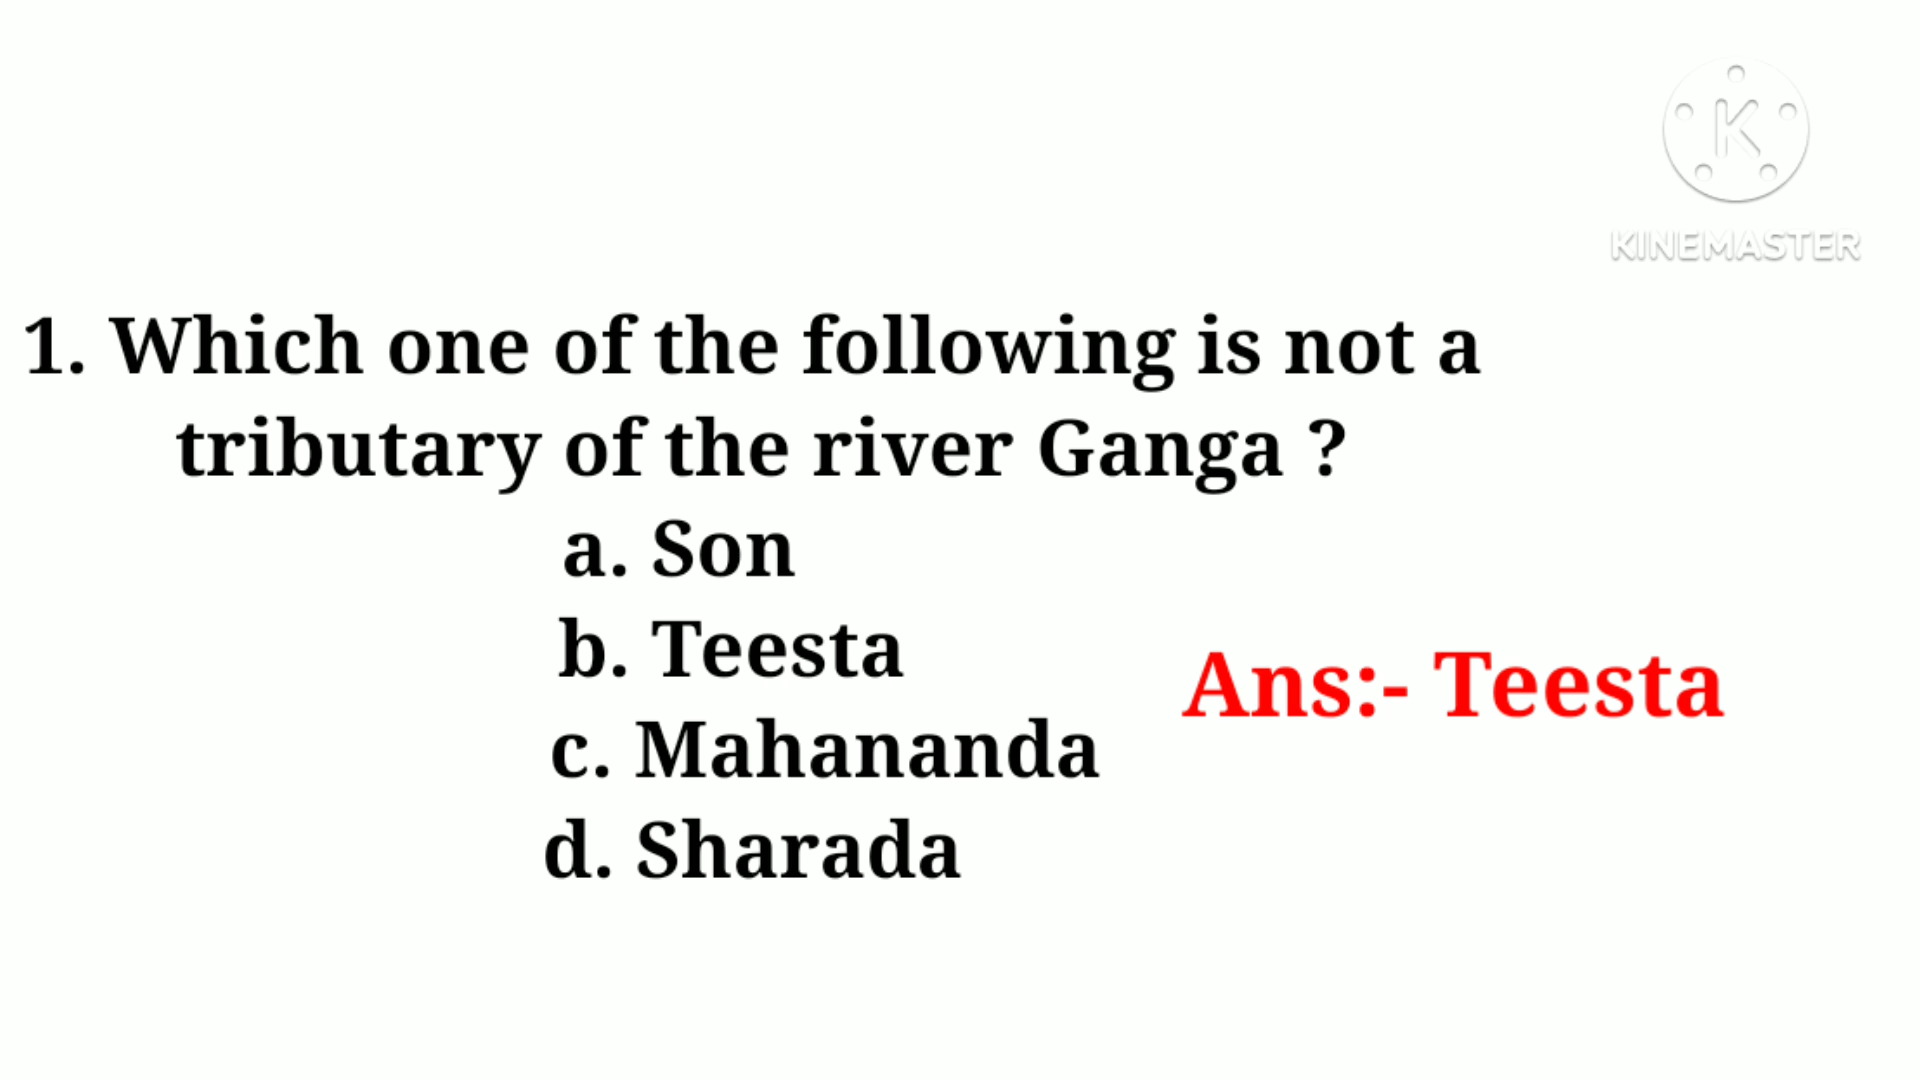 K
KINEMASTER
1. Which one of the following is not a
tributary of the river Ganga ?
a. Son
b. Teesta
Ans:- Teesta
c. Mahananda
d. Sharada